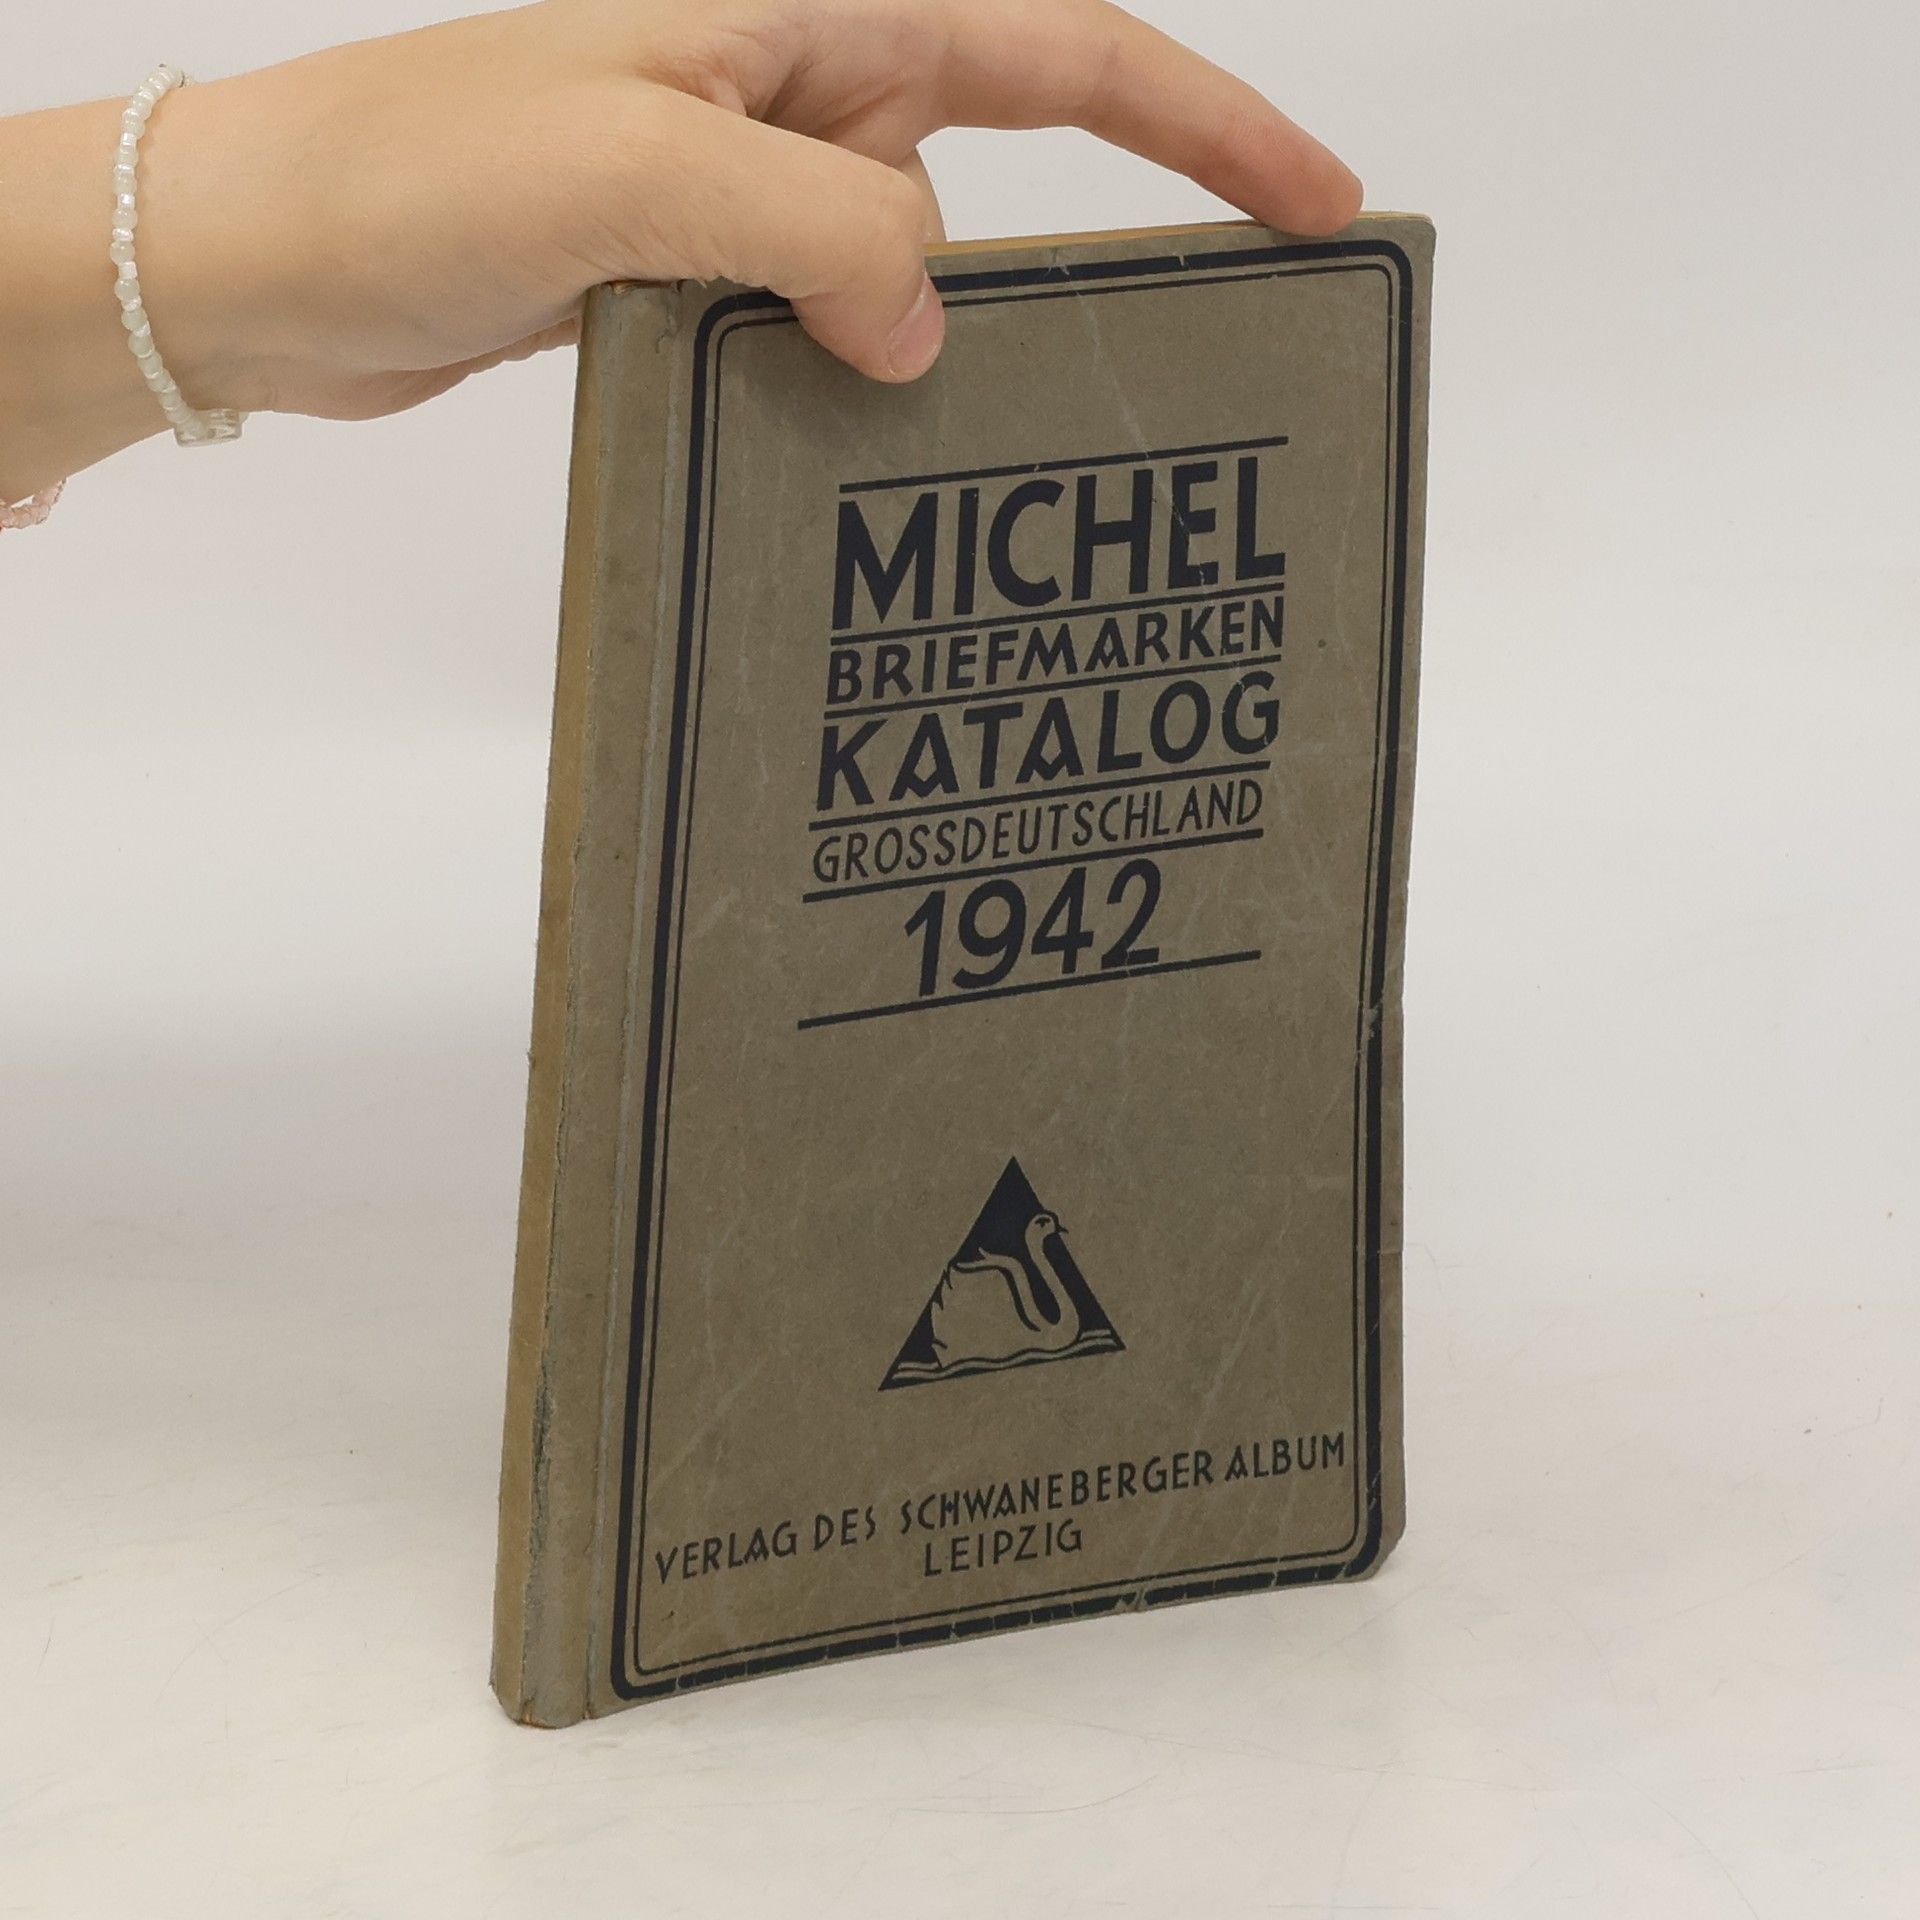 MICHEL
BRIEFMARKEN
KATALOG
GROSSDEUTSCHLAND
1942
VERLAG DES SCHWANEBERGER ALBUM
LEIPZIG